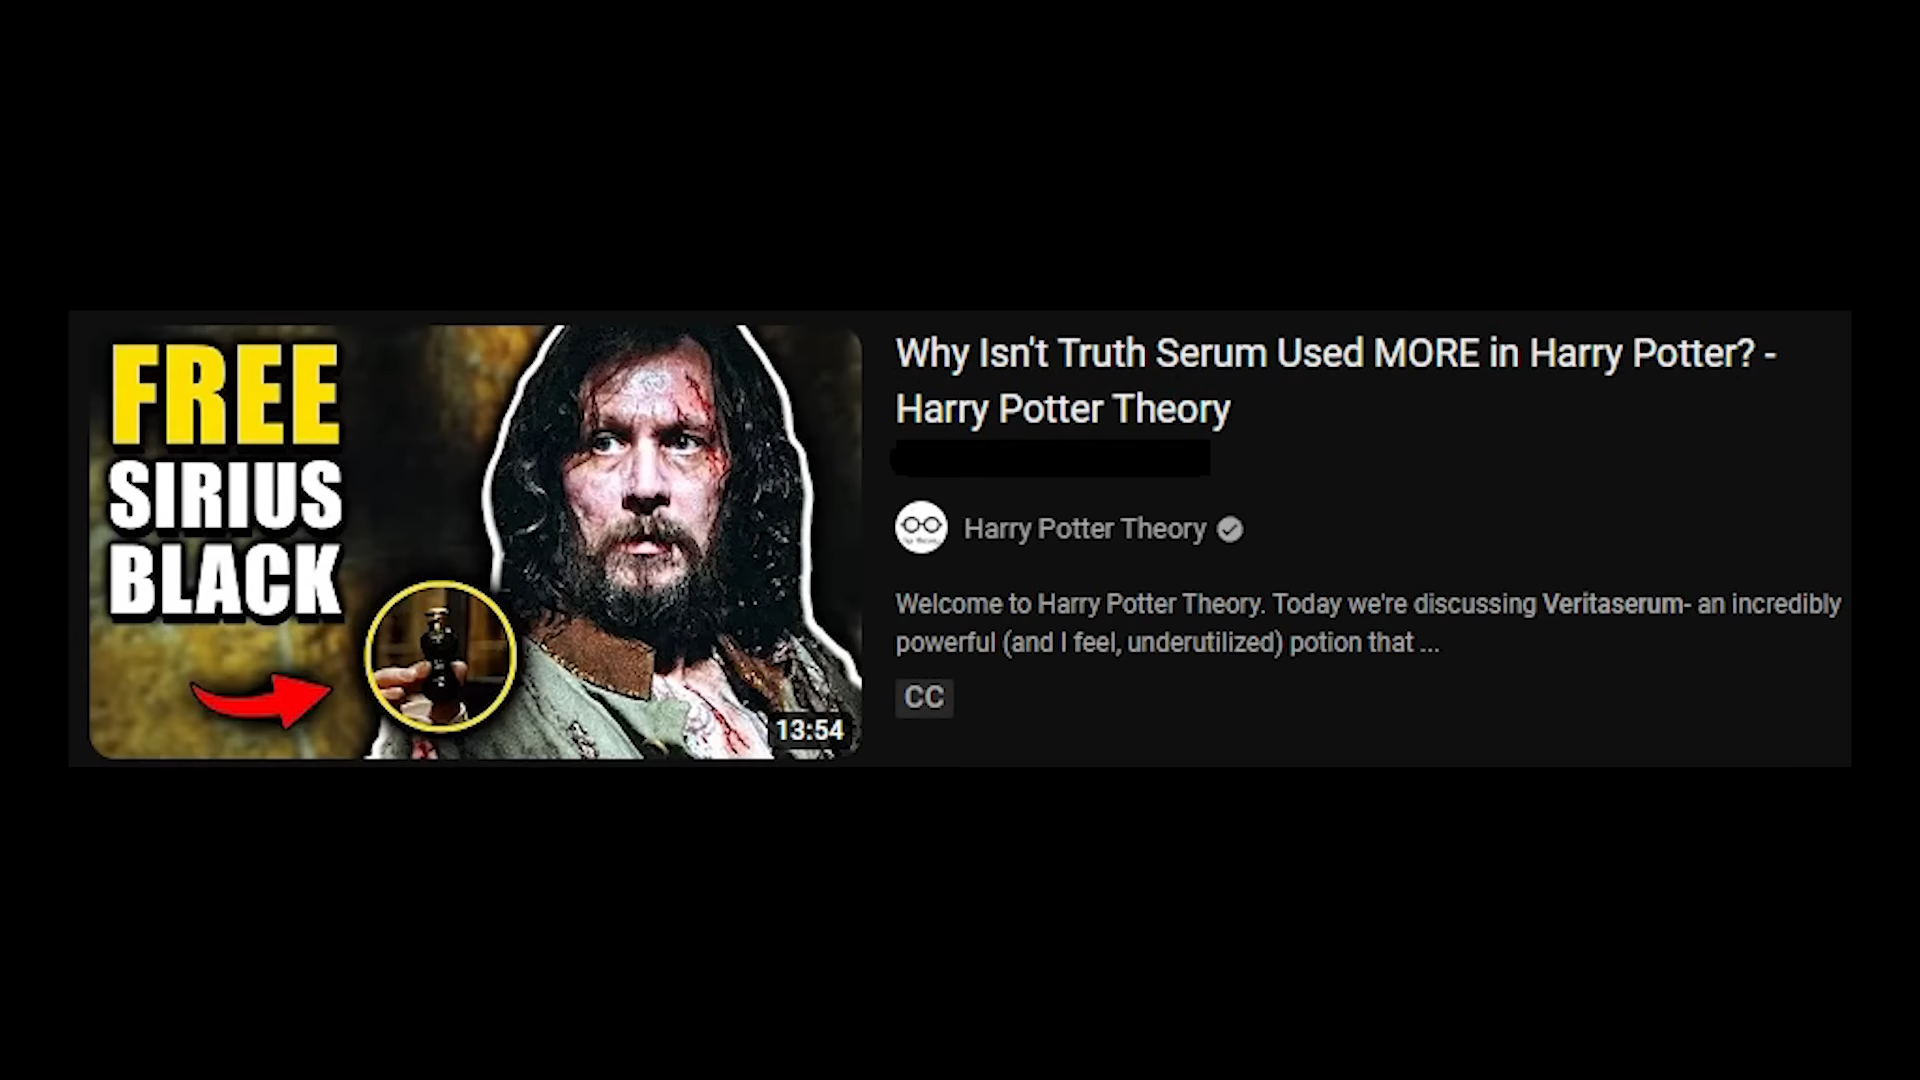 FREE
SIRIUS
BLACK
13:54
Why Isn't Truth Serum Used MORE in Harry Potter? -
Harry Potter Theory
Harry Potter Theory
Welcome to Harry Potter Theory. Today we're discussing Veritaserum- an incredibly
powerful (and I feel, underutilized) potion that ...
CC